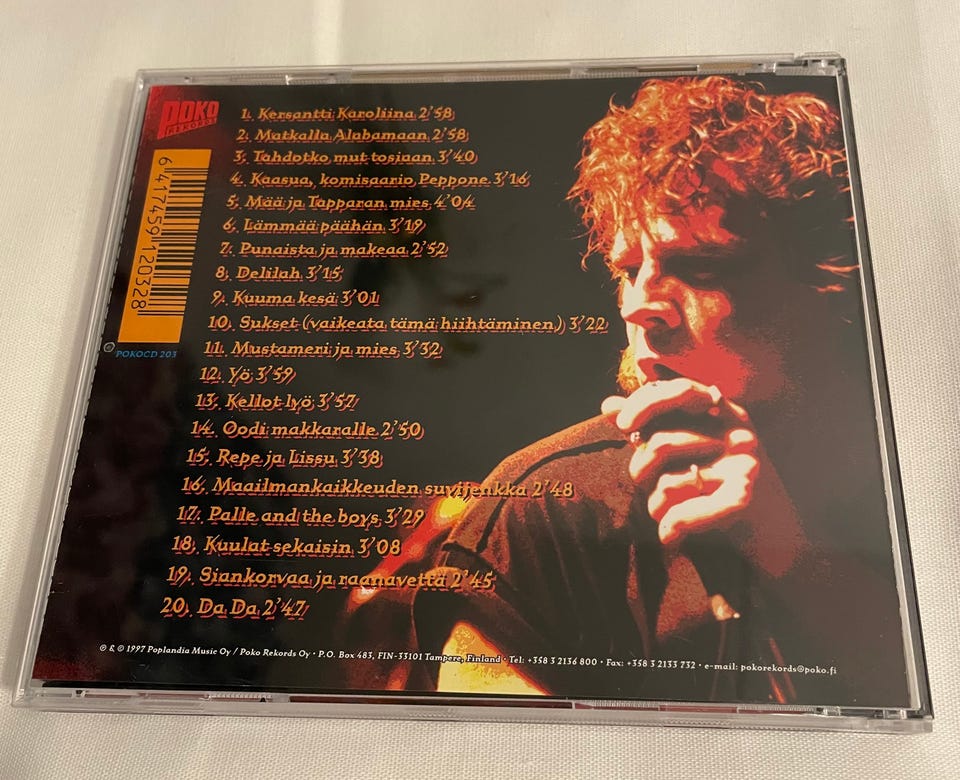 POKO
REKORDS
1. Kersantti Karoliina 2'58
2. Matkalla Alabamaan 2'58
3. Tahdotko mut tosiaan 3'40
4. Kaasua, komisaario Peppone 3'16
5. Mää ja Tapparan mies 4'04
6. Lämmää päähän 3'19
7. Punaista ja makeaa 2'52
8. Delilah 3'15
9. Kuuma kesä 3'01
10. Sukset (vaikeata tämä hiihtäminen) 3'22
11. Mustameri ja mies 3'32
12. Yö 3'59
13. Kellot lyö 3'57
14. Oodi makkaralle 2'50
15. Repe ja Lissu 3'38
16. Maailmankaikkeuden suvijenkka 2'48
17. Palle and the boys 3'29
18. Kuulat sekaisin 3'08
19. Siankorvaa ja raanavettä 2'45
20. Da Da 2'47
6 417459 120328
POKOCD 203
℗ & © 1997 Poplandia Music Oy / Poko Rekords Oy • P.O. Box 483, FIN-33101 Tampere, Finland • Tel: +358 3 2136 800 • Fax: +358 3 2133 732 • e-mail: pokorekords@poko.fi